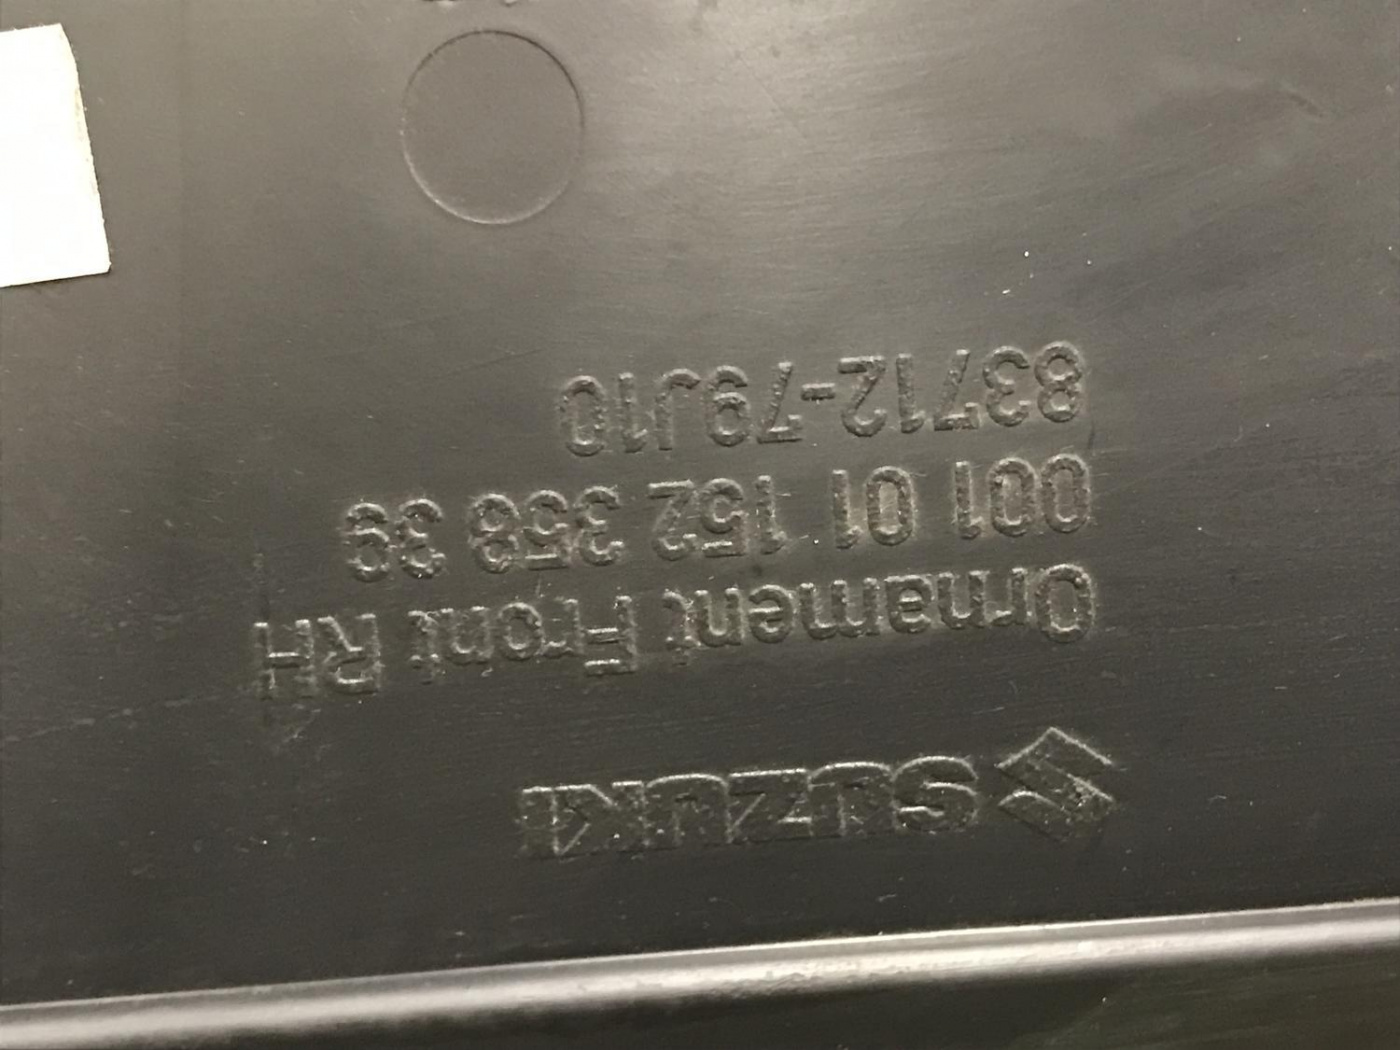 SUZUKI
Ornament Front RH
001 01 152 358 39
83712-79J10